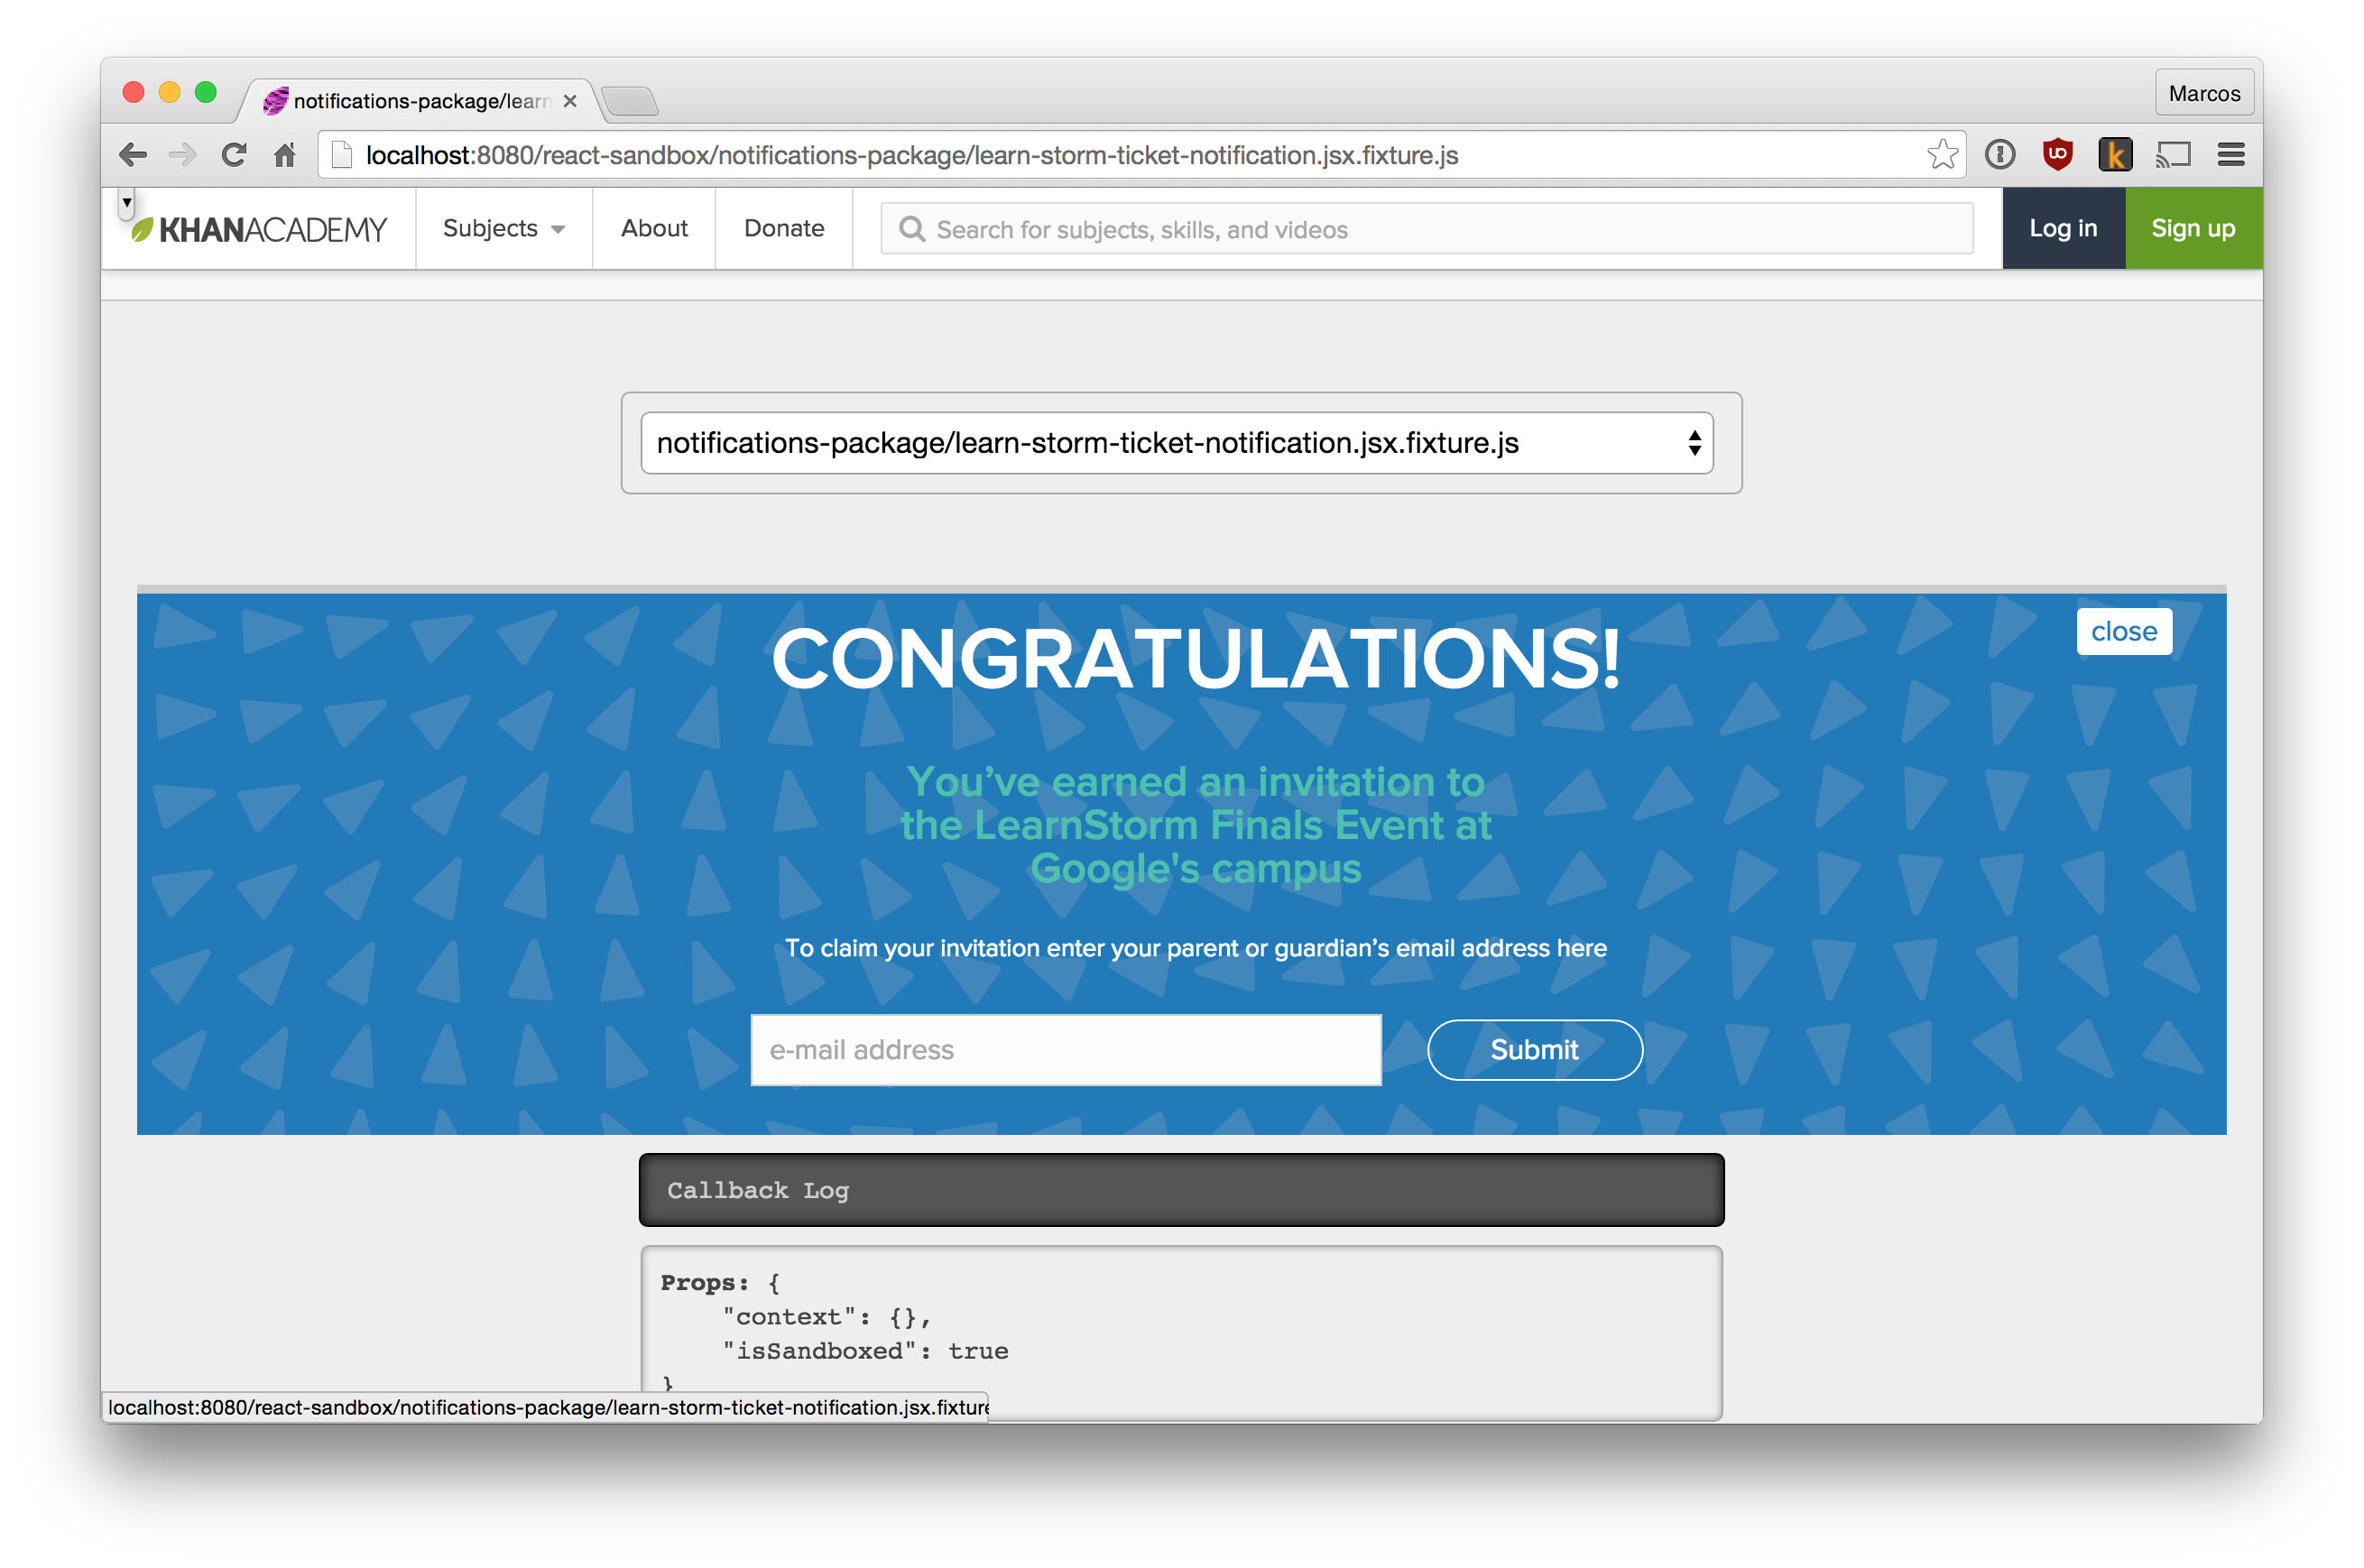 notifications-package/learn
Marcos
localhost:8080/react-sandbox/notifications-package/learn-storm-ticket-notification.jsx.fixture.js
KHANACADEMY
Subjects
About
Donate
Search for subjects, skills, and videos
Log in
Sign up
notifications-package/learn-storm-ticket-notification.jsx.fixture.js
close
CONGRATULATIONS!
You’ve earned an invitation to
the LearnStorm Finals Event at
Google's campus
To claim your invitation enter your parent or guardian’s email address here
e-mail address
Submit
Callback Log
Props: {
"context": {},
"isSandboxed": true
}
localhost:8080/react-sandbox/notifications-package/learn-storm-ticket-notification.jsx.fixture